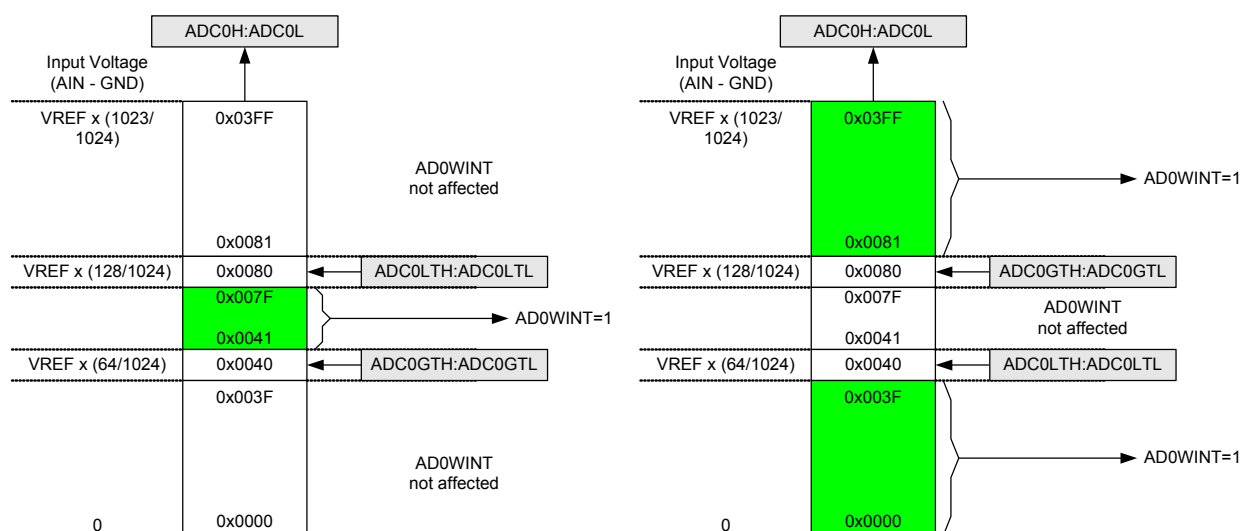 ADC0H:ADC0L
Input Voltage
(AIN - GND)
VREF x (1023/
1024)
0x03FF
AD0WINT
not affected
0x0081
VREF x (128/1024)
0x0080
ADC0LTH:ADC0LTL
0x007F
AD0WINT=1
0x0041
VREF x (64/1024)
0x0040
ADC0GTH:ADC0GTL
0x003F
AD0WINT
not affected
0
0x0000
ADC0H:ADC0L
Input Voltage
(AIN - GND)
VREF x (1023/
1024)
0x03FF
AD0WINT=1
0x0081
VREF x (128/1024)
0x0080
ADC0GTH:ADC0GTL
0x007F
AD0WINT
not affected
0x0041
VREF x (64/1024)
0x0040
ADC0LTH:ADC0LTL
0x003F
AD0WINT=1
0
0x0000